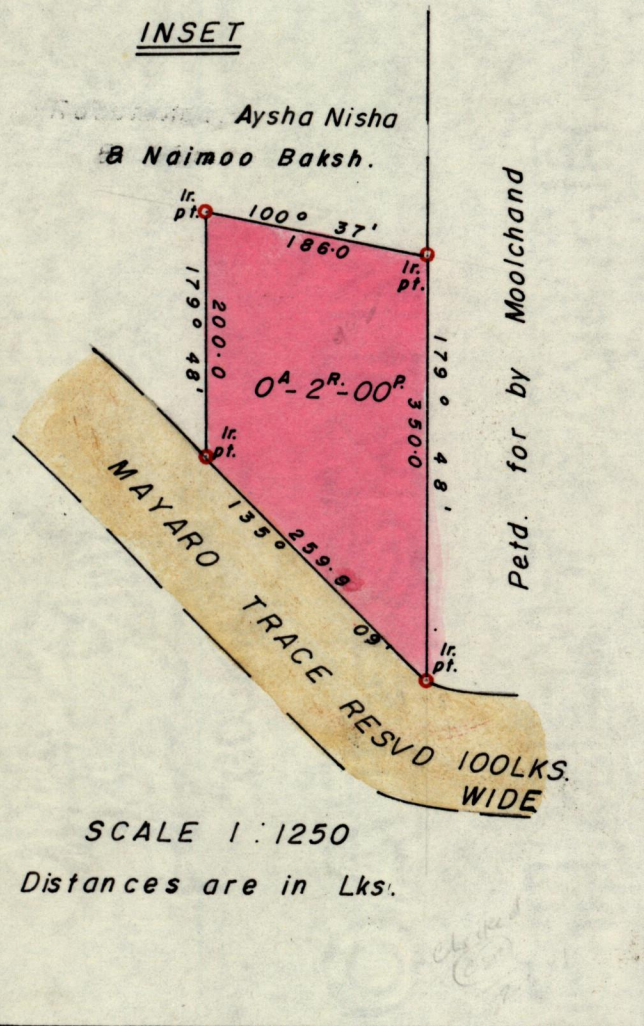 INSET
Aysha Nisha
& Naimoo Baksh.
Ir.
pt.
100° 37'
186.0
Ir.
pt.
179° 48'
200.0
0A-2R-00P.
179° 48'
350.0
Petd. for by Moolchand
Ir.
pt.
135° 09'
259.9
Ir.
pt.
MAYARO TRACE RESVD 100LKS.
WIDE
SCALE 1:1250
Distances are in Lks.